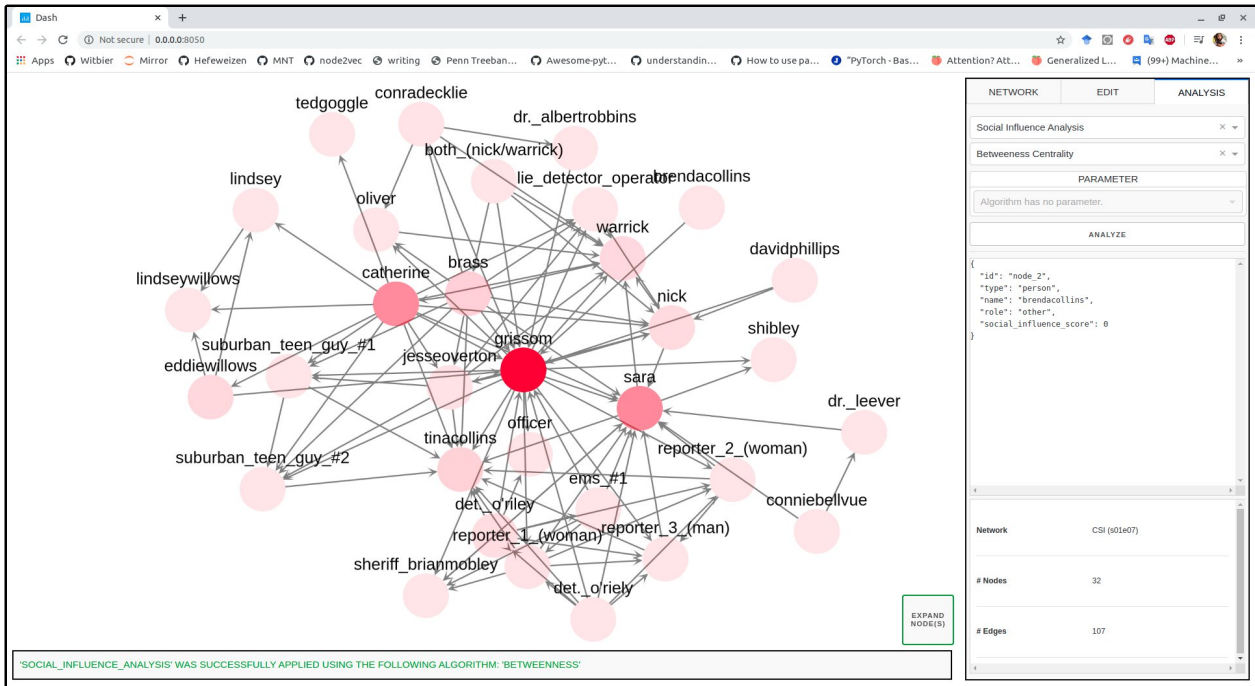 Dash
Not secure | 0.0.0.0:8050
Apps Witbier Mirror Hefeweizen MNT node2vec writing Penn Treeban... Awesome-pyt... understandin... How to use pa... "PyTorch - Bas... Attention? Att... Generalized L... (99+) Machine... »
conradecklie
tedgoggle
dr._albertrobbins
both_(nick/warrick)
lie_detector_operator
brendacollins
lindsey
oliver
warrick
davidphillips
catherine
brass
lindseywillows
nick
shibley
grissom
suburban_teen_guy_#1
jesseoverton
eddiewillows
sara
dr._leever
officer
tinacollins
reporter_2_(woman)
suburban_teen_guy_#2
ems_#1
conniebellvue
det._o'riley
reporter_1_(woman)
reporter_3_(man)
sheriff_brianmobley
det._o'riely
EXPAND
NODE(S)
'SOCIAL_INFLUENCE_ANALYSIS' WAS SUCCESSFULLY APPLIED USING THE FOLLOWING ALGORITHM: 'BETWEENNESS'
NETWORK EDIT ANALYSIS
Social Influence Analysis
Betweeness Centrality
PARAMETER
Algorithm has no parameter.
ANALYZE
{
"id": "node_2",
"type": "person",
"name": "brendacollins",
"role": "other",
"social_influence_score": 0
}
Network CSI (s01e07)
# Nodes 32
# Edges 107